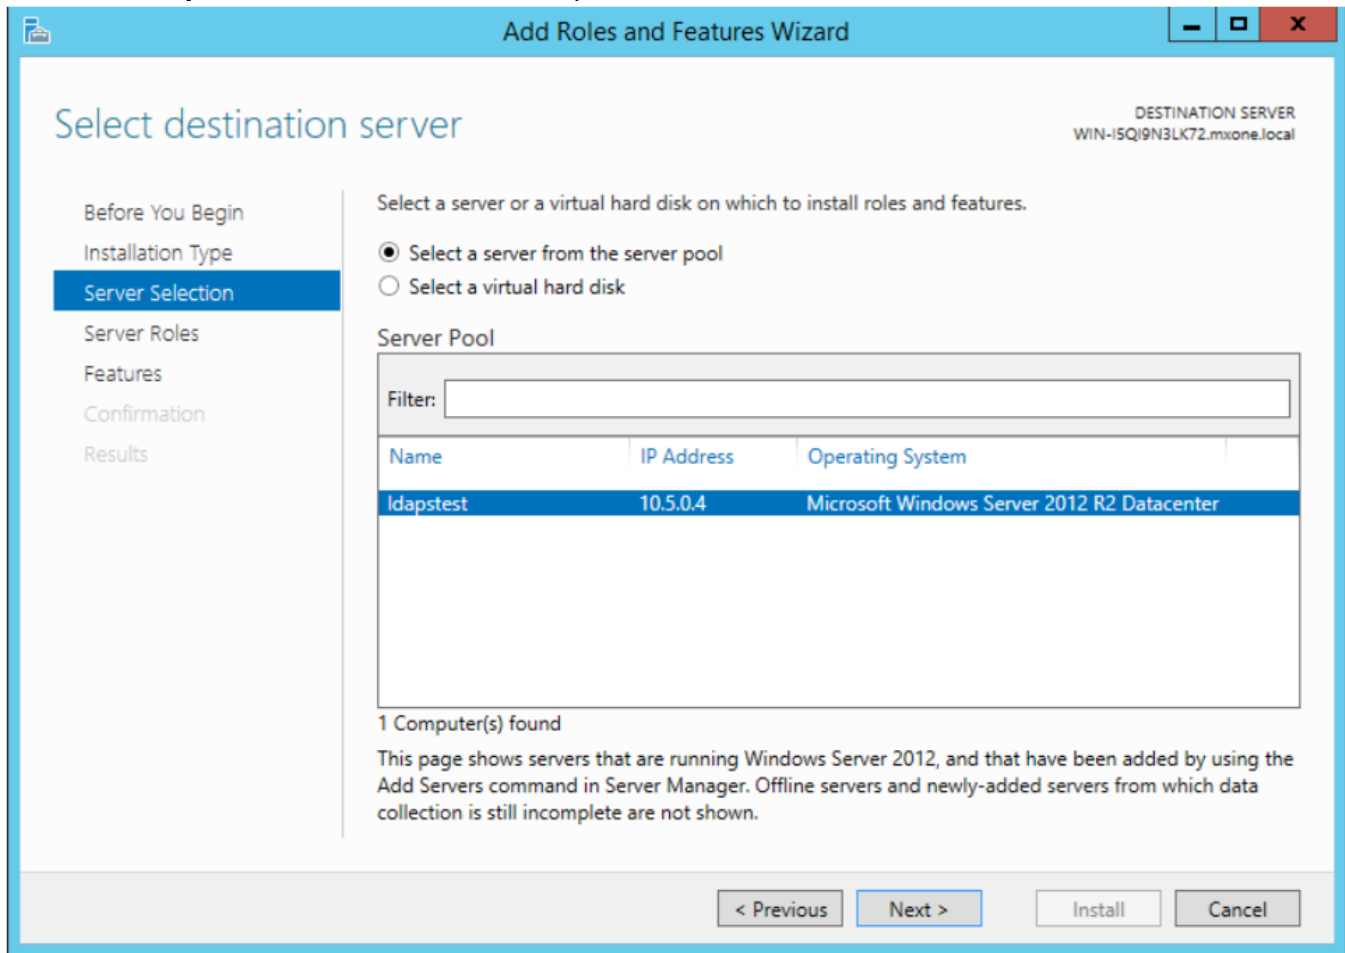 Add Roles and Features Wizard
Select destination server
DESTINATION SERVER
WIN-I5QI9N3LK72.mxone.local
Before You Begin
Installation Type
Server Selection
Server Roles
Features
Confirmation
Results
Select a server or a virtual hard disk on which to install roles and features.
Select a server from the server pool
Select a virtual hard disk
Server Pool
Filter:
Name IP Address Operating System
ldapstest 10.5.0.4 Microsoft Windows Server 2012 R2 Datacenter
1 Computer(s) found
This page shows servers that are running Windows Server 2012, and that have been added by using the
Add Servers command in Server Manager. Offline servers and newly-added servers from which data
collection is still incomplete are not shown.
< Previous Next > Install Cancel